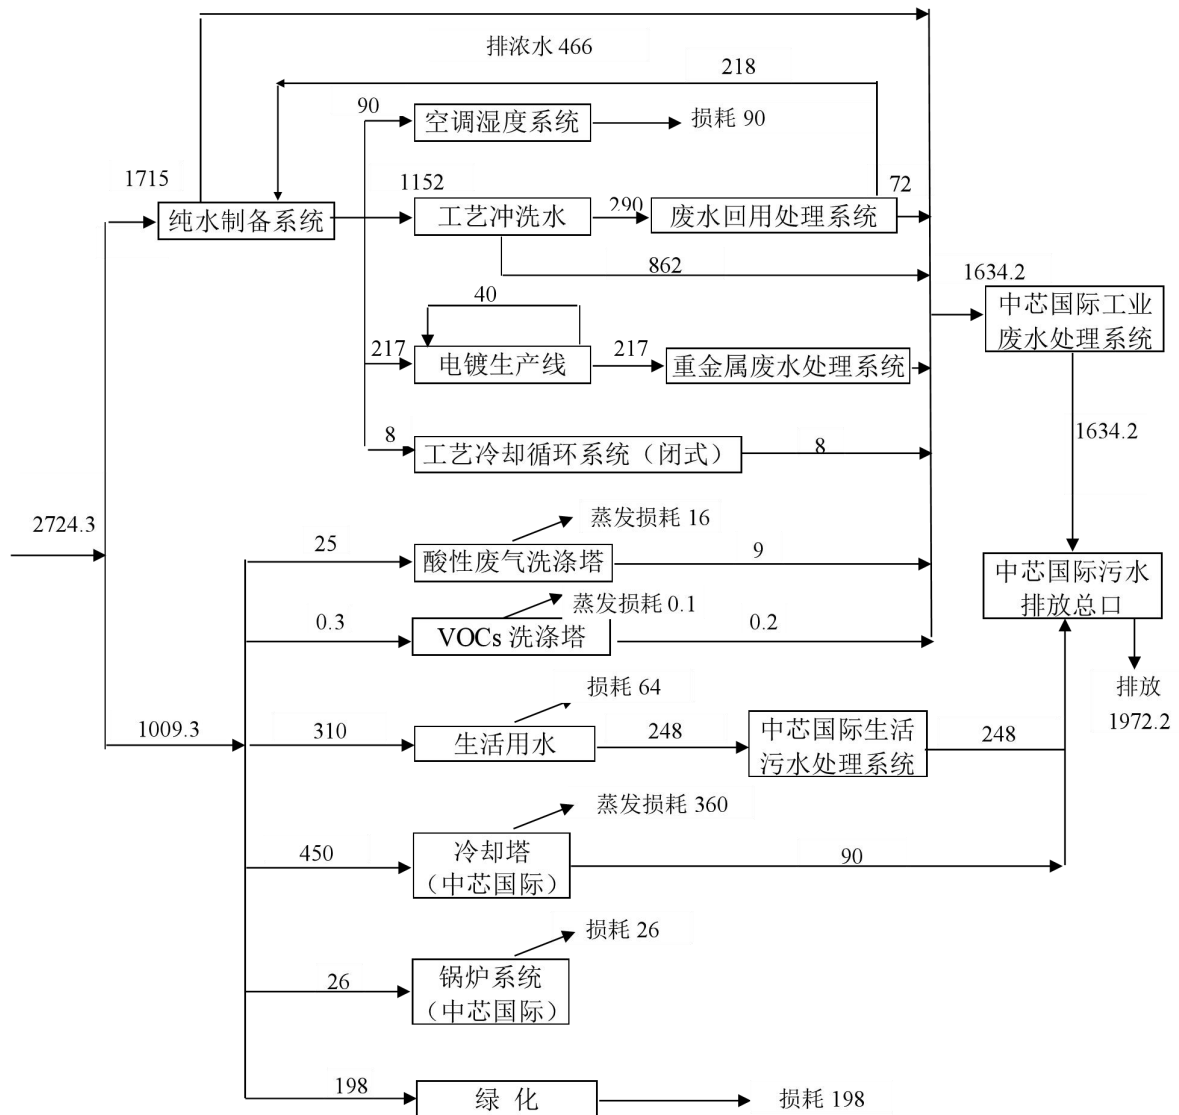 排浓水 466
218
90
空调湿度系统
损耗 90
1715
1152
纯水制备系统
工艺冲洗水
290
废水回用处理系统
72
862
1634.2
中芯国际工业
废水处理系统
40
217
电镀生产线
217
重金属废水处理系统
1634.2
8
工艺冷却循环系统（闭式）
8
2724.3
蒸发损耗 16
25
酸性废气洗涤塔
9
中芯国际污水
排放总口
蒸发损耗 0.1
0.3
VOCs 洗涤塔
0.2
损耗 64
排放
1972.2
1009.3
310
生活用水
248
中芯国际生活
污水处理系统
248
蒸发损耗 360
450
冷却塔
（中芯国际）
90
损耗 26
26
锅炉系统
（中芯国际）
198
绿 化
损耗 198